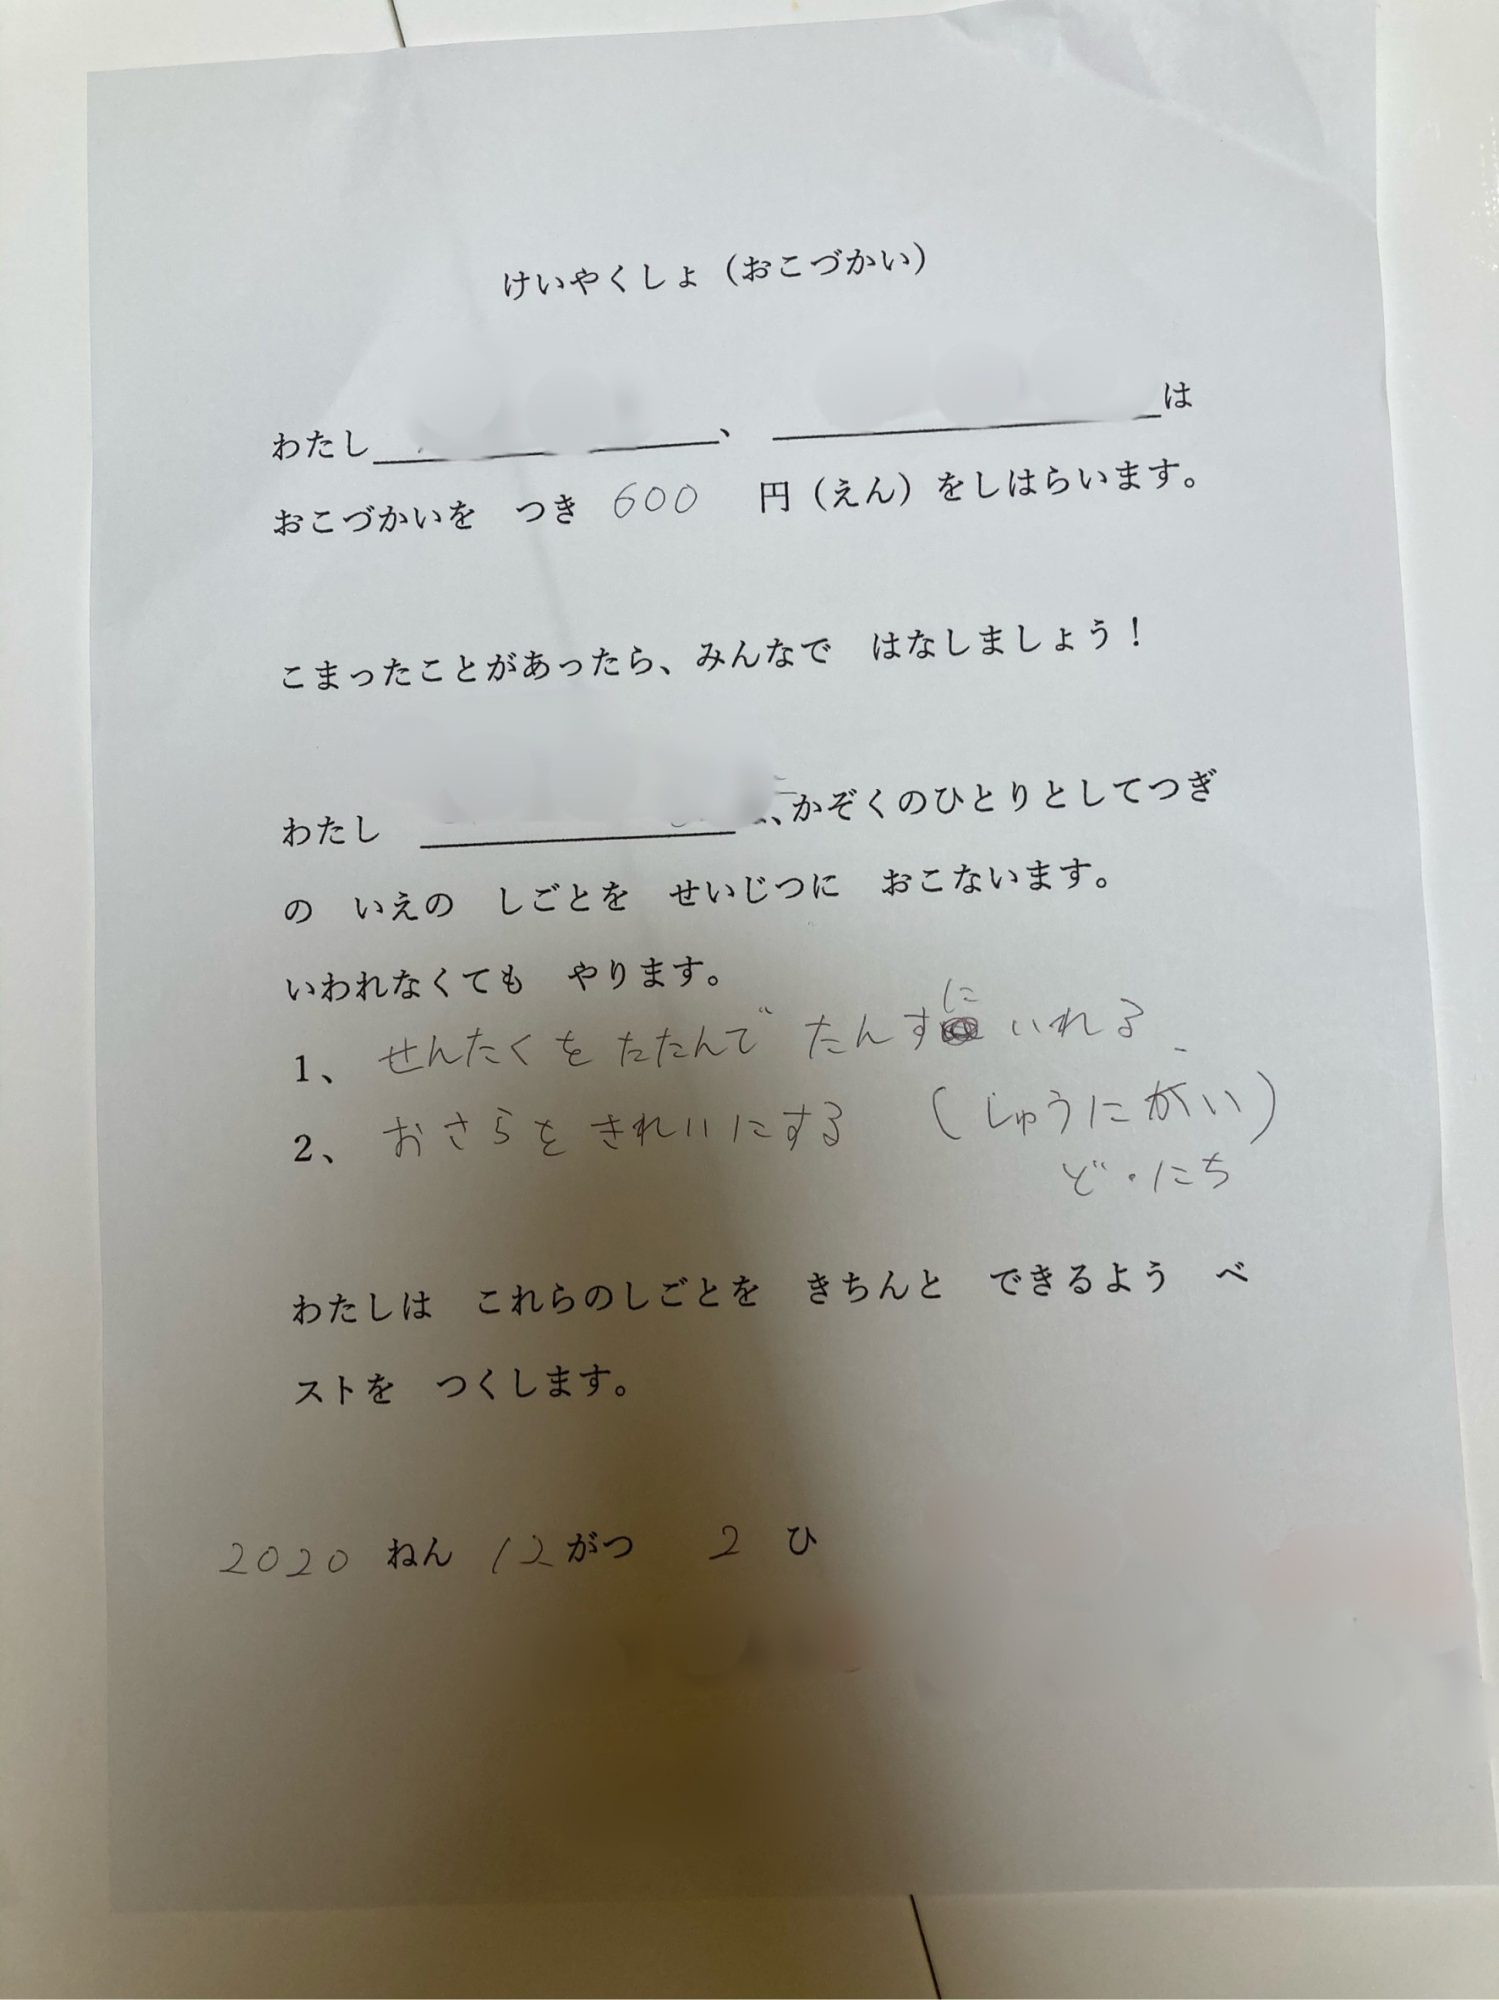 けいやくしょ（おこづかい）
わたし、は
おこづかいを つき 600 円（えん）をしはらいます。
こまったことがあったら、みんなで はなしましょう！
わたし 、かぞくのひとりとしてつぎ
の いえの しごとを せいじつに おこないます。
いわれなくても やります。
1、せんたくを たたんで たんすに いれる
2、おさらを きれいにする （しゅうにかい）
ど・にち
わたしは これらのしごとを きちんと できるよう ベ
ストを つくします。
2020 ねん 12 がつ 2 ひ